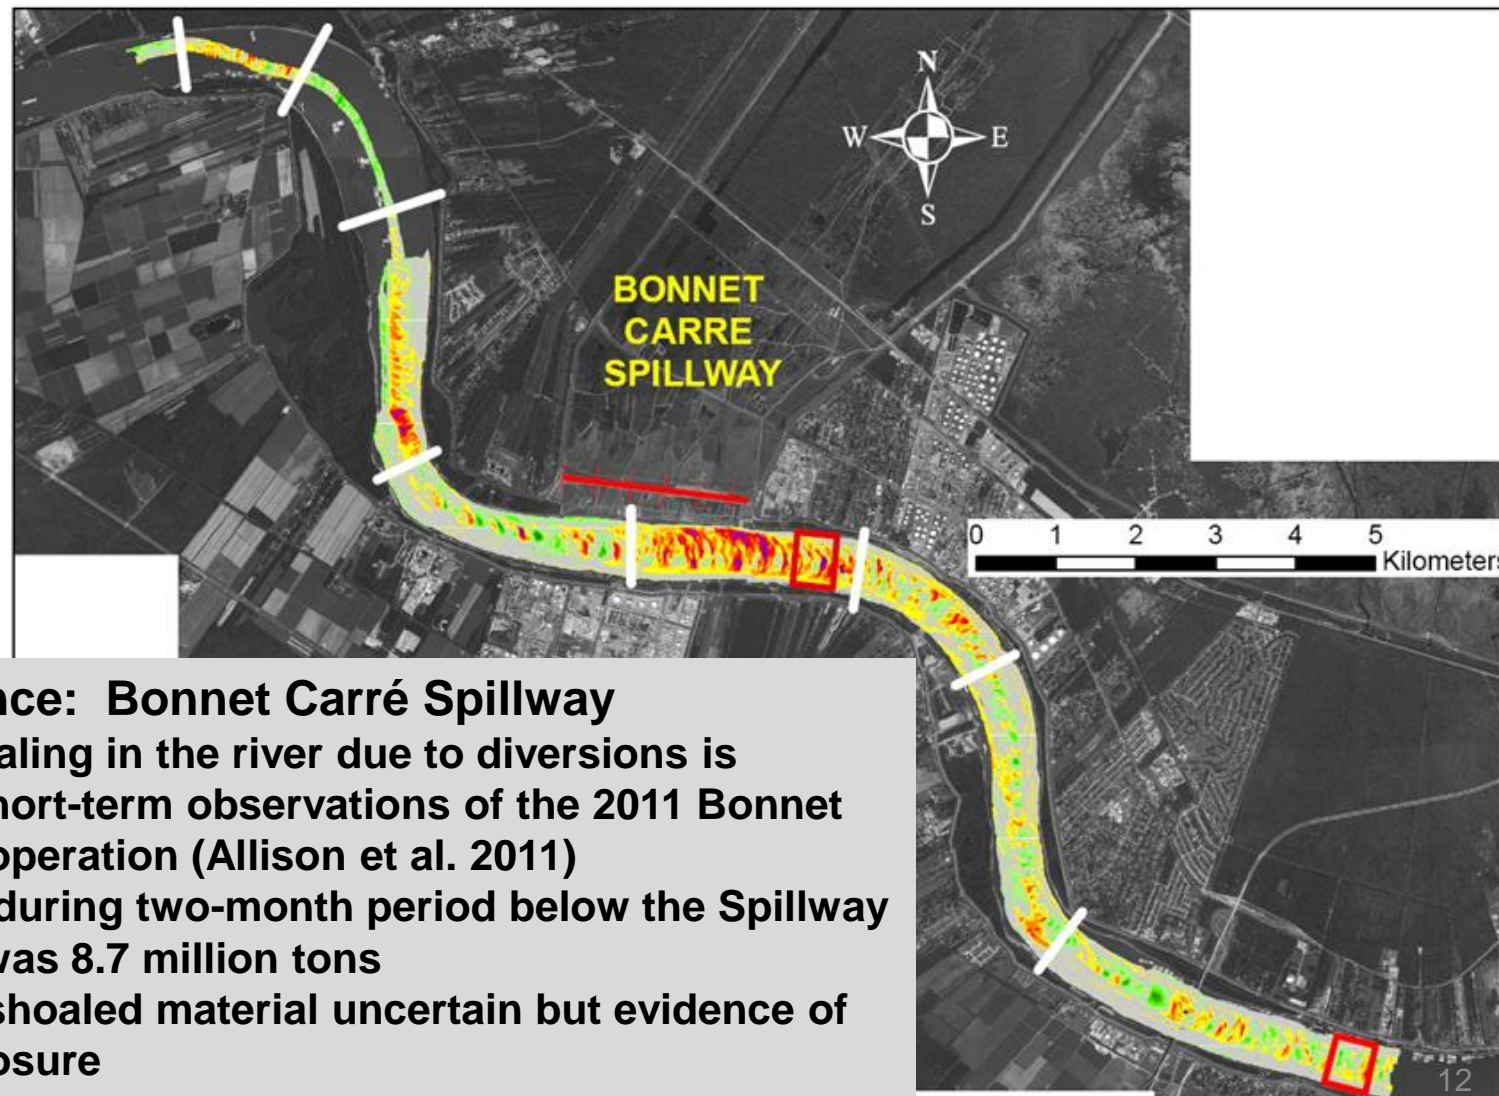 N
W E
S
BONNET
CARRE
SPILLWAY
0 1 2 3 4 5
Kilometers
nce: Bonnet Carré Spillway
aling in the river due to diversions is
hort-term observations of the 2011 Bonnet
operation (Allison et al. 2011)
during two-month period below the Spillway
was 8.7 million tons
shoaled material uncertain but evidence of
osure
12